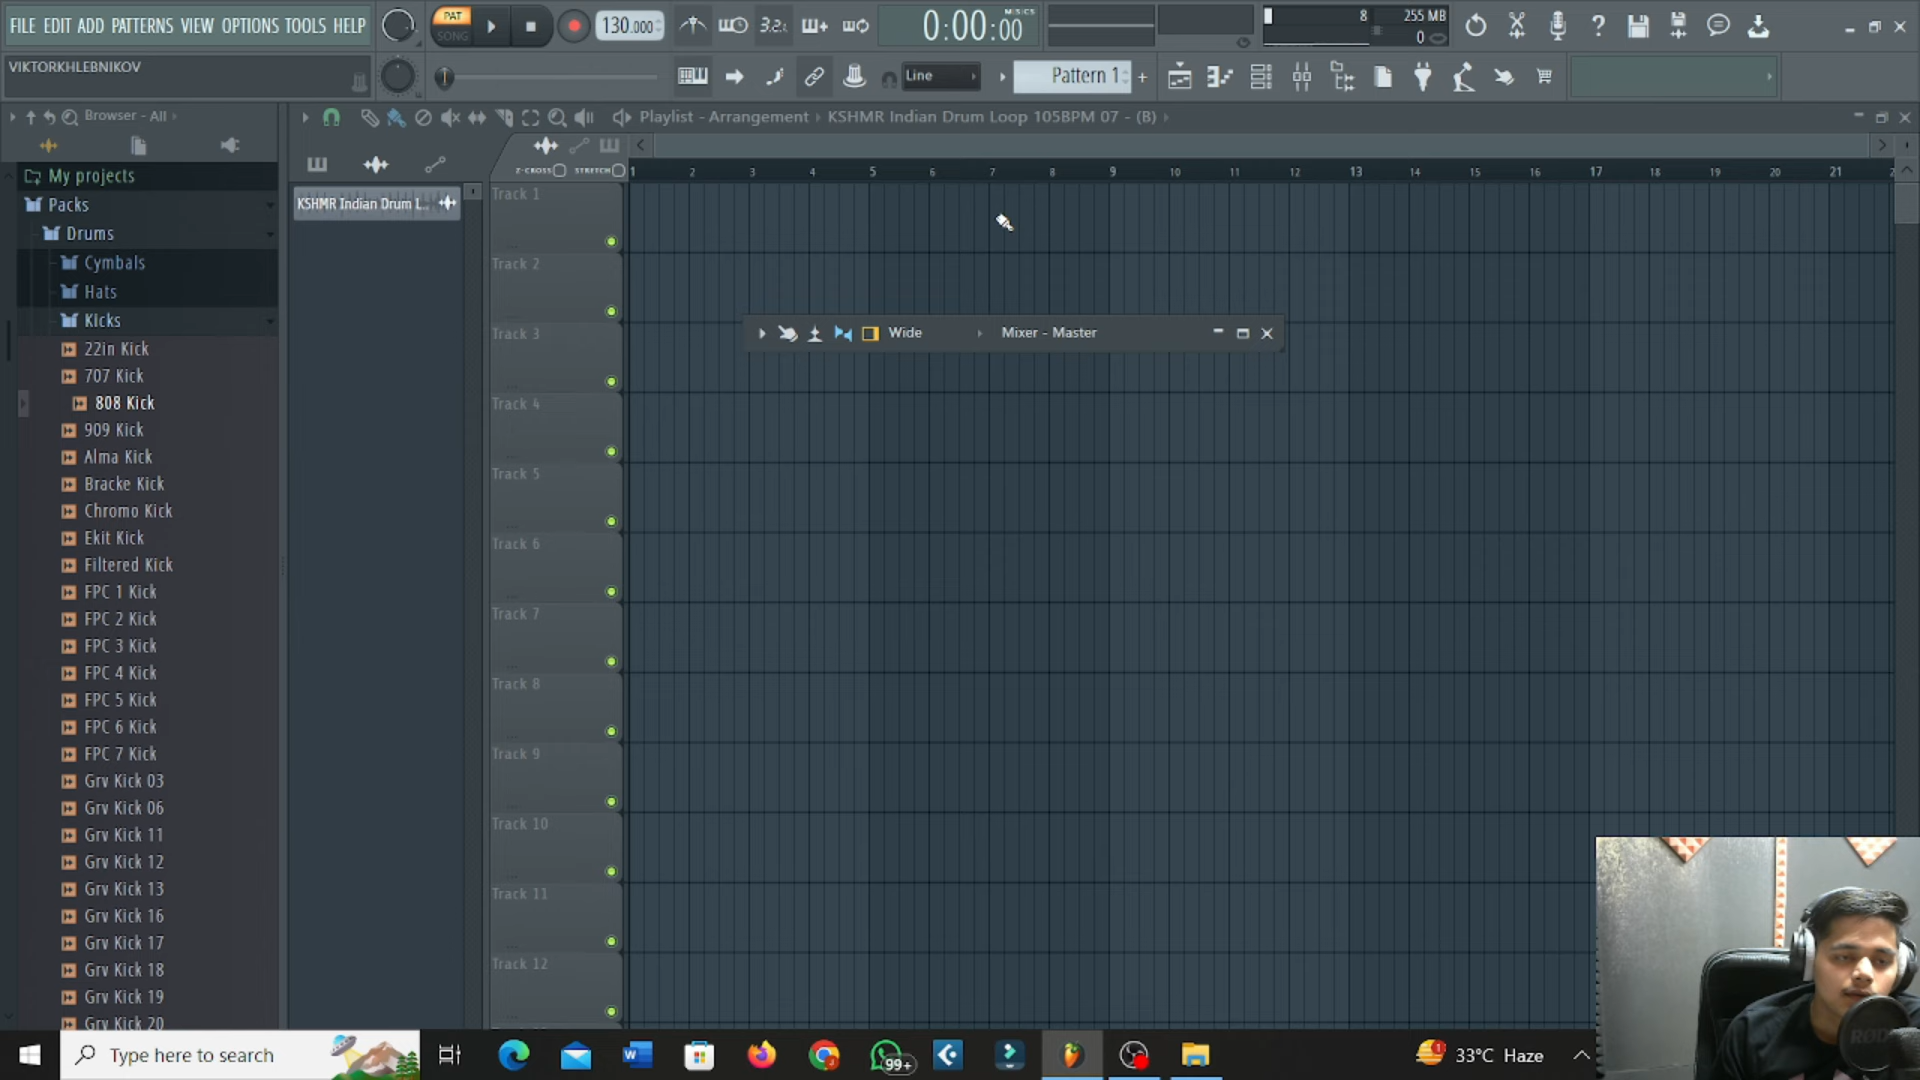 FILE EDIT ADD PATTERNS VIEW OPTIONS TOOLS HELP
PAT
SONG
130.000
3.2.
0:00:00
M:S:CS
8
255 MB
0
VIKTORKHLEBNIKOV
Line
Pattern 1
Browser - All
Playlist - Arrangement
KSHMR Indian Drum Loop 105BPM 07 - (B)
Z-CROSS
STRETCH
1 2 3 4 5 6 7 8 9 10 11 12 13 14 15 16 17 18 19 20 21
My projects
Packs
Drums
Cymbals
Hats
Kicks
22in Kick
707 Kick
808 Kick
909 Kick
Alma Kick
Bracke Kick
Chromo Kick
Ekit Kick
Filtered Kick
FPC 1 Kick
FPC 2 Kick
FPC 3 Kick
FPC 4 Kick
FPC 5 Kick
FPC 6 Kick
FPC 7 Kick
Grv Kick 03
Grv Kick 06
Grv Kick 11
Grv Kick 12
Grv Kick 13
Grv Kick 16
Grv Kick 17
Grv Kick 18
Grv Kick 19
Grv Kick 20
KSHMR Indian Drum L...
Track 1
Track 2
Track 3
Track 4
Track 5
Track 6
Track 7
Track 8
Track 9
Track 10
Track 11
Track 12
Wide
Mixer - Master
Type here to search
99+
1
33°C Haze